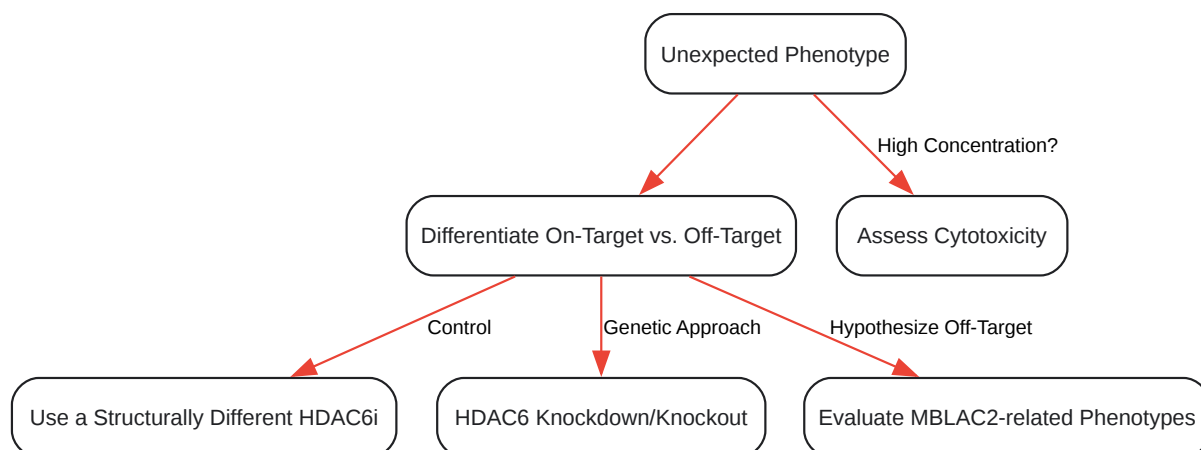 Unexpected Phenotype
High Concentration?
Differentiate On-Target vs. Off-Target
Assess Cytotoxicity
Control
Genetic Approach
Hypothesize Off-Target
Use a Structurally Different HDAC6i
HDAC6 Knockdown/Knockout
Evaluate MBLAC2-related Phenotypes